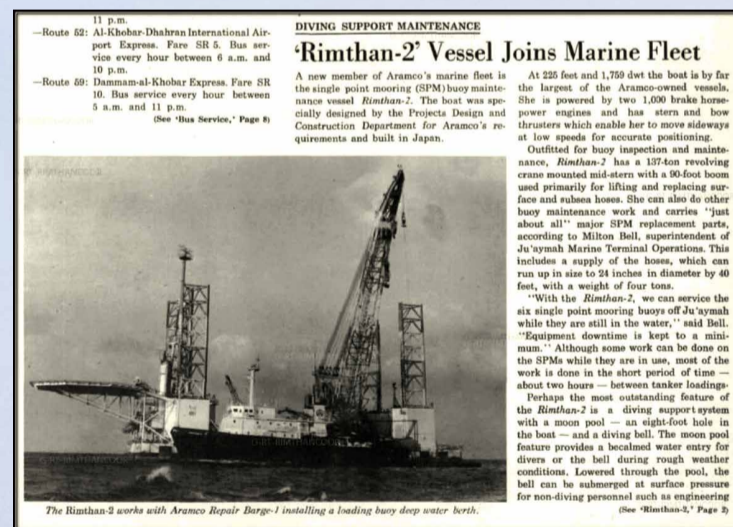 11 p.m.
—Route 52: Al-Khobar-Dhahran International Air-
port Express. Fare SR 5. Bus ser-
vice every hour between 6 a.m. and
10 p.m.
—Route 59: Dammam-al-Khobar Express. Fare SR
10. Bus service every hour between
5 a.m. and 11 p.m.
(See ‘Bus Service,’ Page 8)
DIVING SUPPORT MAINTENANCE
‘Rimthan-2’ Vessel Joins Marine Fleet
A new member of Aramco’s marine fleet is
the single point mooring (SPM) buoy mainte-
nance vessel Rimthan-2. The boat was spe-
cially designed by the Projects Design and
Construction Department for Aramco’s re-
quirements and built in Japan.
At 225 feet and 1,759 dwt the boat is by far
the largest of the Aramco-owned vessels.
She is powered by two 1,000 brake horse-
power engines and has stern and bow
thrusters which enable her to move sideways
at low speeds for accurate positioning.
Outfitted for buoy inspection and mainte-
nance, Rimthan-2 has a 137-ton revolving
crane mounted mid-stern with a 90-foot boom
used primarily for lifting and replacing sur-
face and subsea hoses. She can also do other
buoy maintenance work and carries “just
about all” major SPM replacement parts,
according to Milton Bell, superintendent of
Ju’aymah Marine Terminal Operations. This
includes a supply of the hoses, which can
run up in size to 24 inches in diameter by 40
feet, with a weight of four tons.
“With the Rimthan-2, we can service the
six single point mooring buoys off Ju’aymah
while they are still in the water,” said Bell.
“Equipment downtime is kept to a mini-
mum.” Although some work can be done on
the SPMs while they are in use, most of the
work is done in the short period of time —
about two hours — between tanker loadings.
Perhaps the most outstanding feature of
the Rimthan-2 is a diving support system
with a moon pool — an eight-foot hole in
the boat — and a diving bell. The moon pool
feature provides a becalmed water entry for
divers or the bell during rough weather
conditions. Lowered through the pool, the
bell can be submerged at surface pressure
for non-diving personnel such as engineering
(See ‘Rimthan-2,’ Page 2)
The Rimthan-2 works with Aramco Repair Barge-1 installing a loading buoy deep water berth.